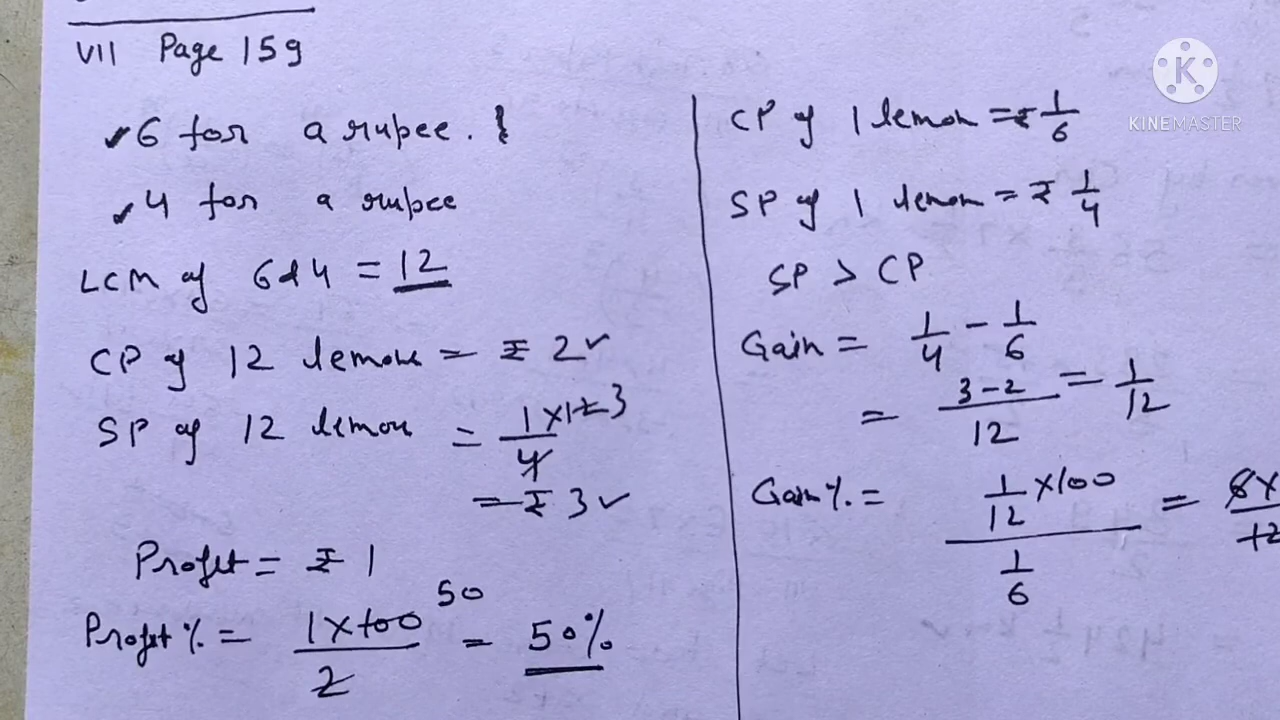 VII Page 159
✓6 for a rupee. }
✓4 for a rupee
LCM of 6 & 4 = 12
CP of 12 lemons = ₹ 2 ✓
SP of 12 lemon = 1 × 12 3
4
= ₹ 3 ✓
Profit = ₹ 1
50
Profit % = 1 × 100 / 2 = 50%
CP of 1 lemon = ₹ 1/6
SP of 1 lemon = ₹ 1/4
SP > CP
Gain = 1/4 - 1/6
= 3-2 / 12 = 1/12
Gain % = 1/12 × 100 / 1/6 = 6 × / 12
K
KINEMASTER